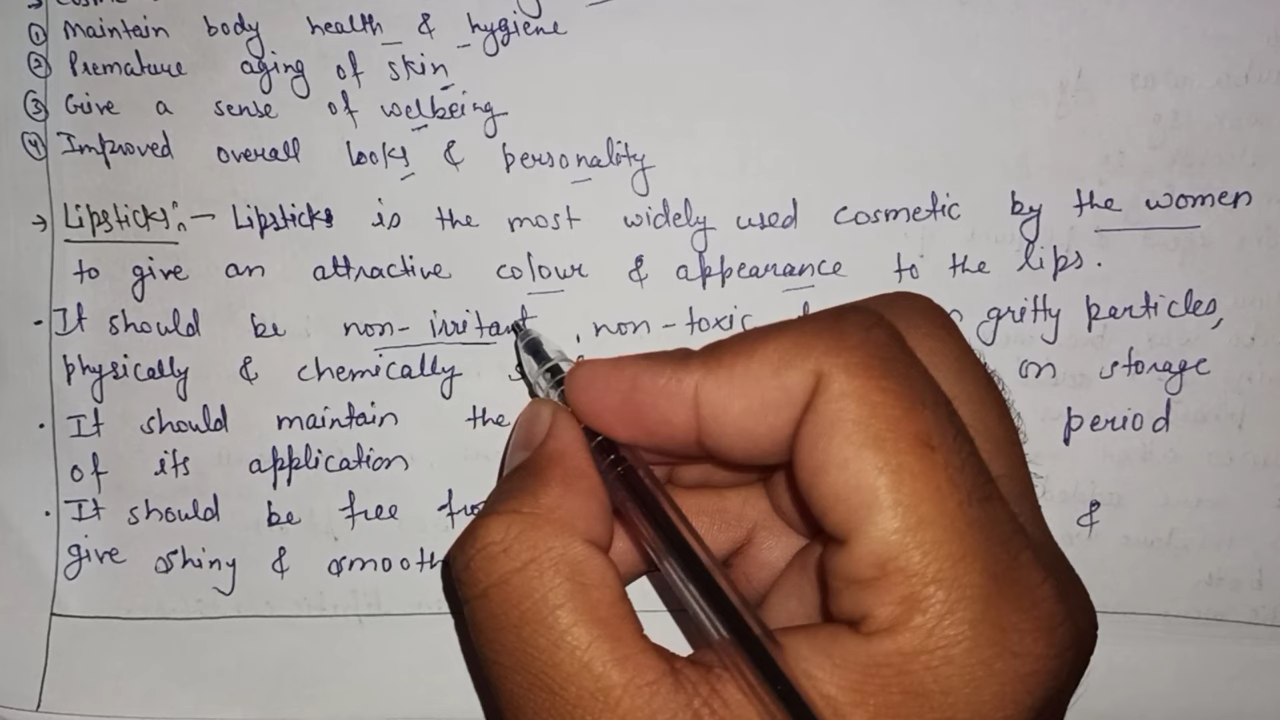 ① Maintain body health & hygiene
② Premature aging of skin
③ Give a sense of welbeing
④ Improved overall looks & personality
→ Lipsticks:- Lipsticks is the most widely used cosmetic by the women
to give an attractive colour & appearance to the lips.
• It should be non-irritant, non-toxic gritty particles,
physically & chemically on storage
• It should maintain the period
of its application
• It should be free &
give shiny & smooth